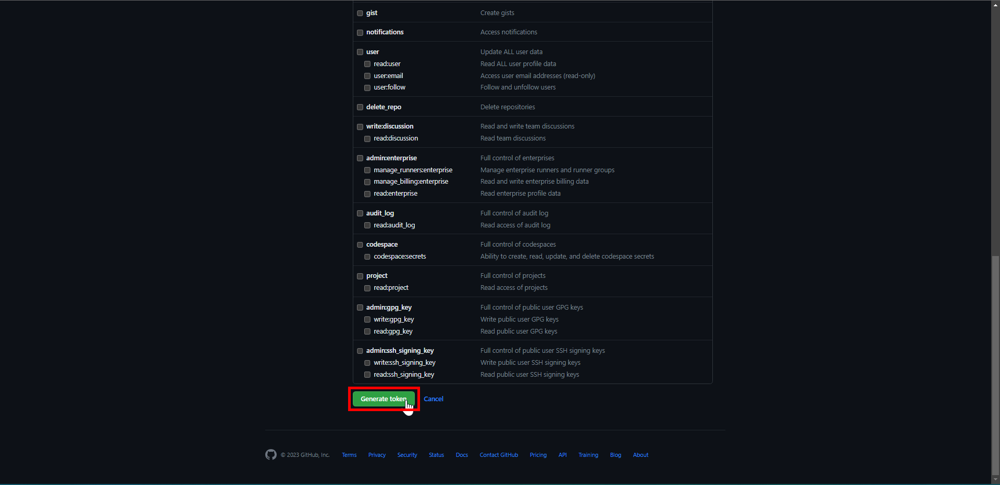 gist Create gists
notifications Access notifications
user Update ALL user data
read:user Read ALL user profile data
user:email Access user email addresses (read-only)
user:follow Follow and unfollow users
delete_repo Delete repositories
write:discussion Read and write team discussions
read:discussion Read team discussions
admin:enterprise Full control of enterprises
manage_runners:enterprise Manage enterprise runners and runner groups
manage_billing:enterprise Read and write enterprise billing data
read:enterprise Read enterprise profile data
audit_log Full control of audit log
read:audit_log Read access of audit log
codespace Full control of codespaces
codespace:secrets Ability to create, read, update, and delete codespace secrets
project Full control of projects
read:project Read access of projects
admin:gpg_key Full control of public user GPG keys
write:gpg_key Write public user GPG keys
read:gpg_key Read public user GPG keys
admin:ssh_signing_key Full control of public user SSH signing keys
write:ssh_signing_key Write public user SSH signing keys
read:ssh_signing_key Read public user SSH signing keys
Generate token Cancel
© 2023 GitHub, Inc. Terms Privacy Security Status Docs Contact GitHub Pricing API Training Blog About